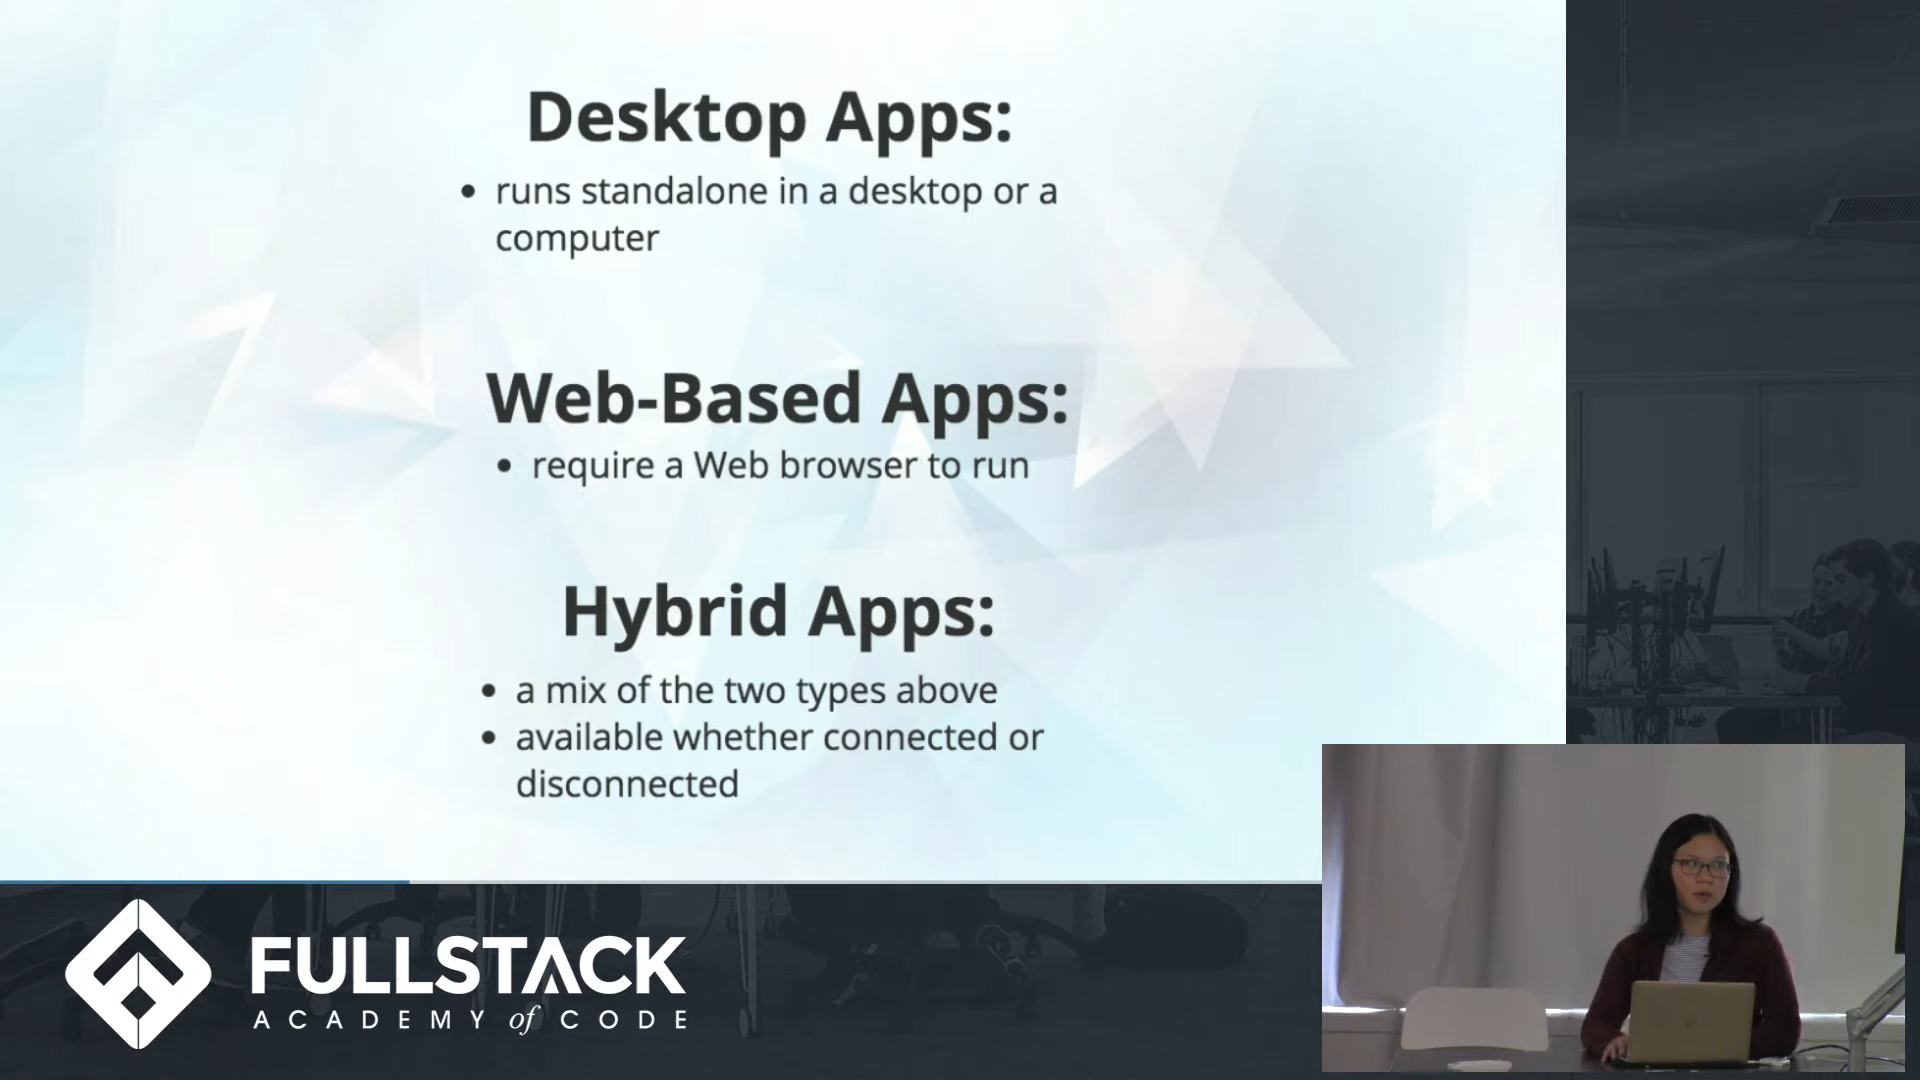 Desktop Apps:
• runs standalone in a desktop or a
computer
Web-Based Apps:
• require a Web browser to run
Hybrid Apps:
• a mix of the two types above
• available whether connected or
disconnected
FULLSTACK
ACADEMY of CODE